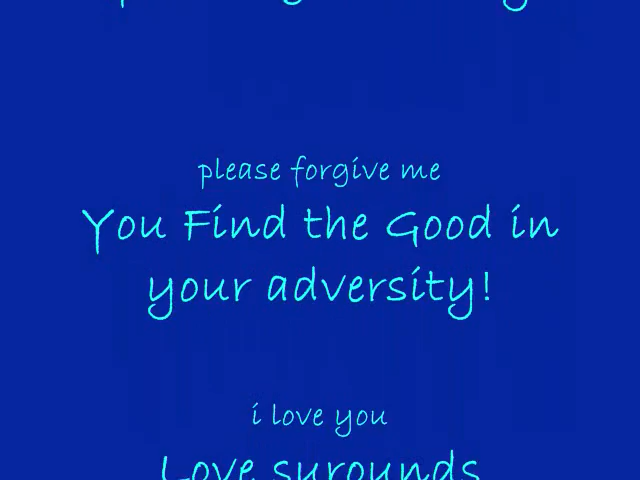 please forgive me
You Find the Good in
your adversity!
i love you
Love surounds